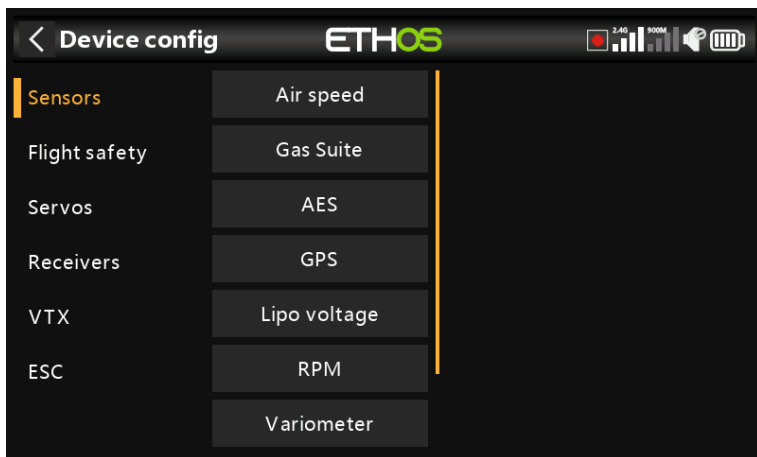 Device config
ETHOS
2.4G
900M
Sensors
Flight safety
Servos
Receivers
VTX
ESC
Air speed
Gas Suite
AES
GPS
Lipo voltage
RPM
Variometer